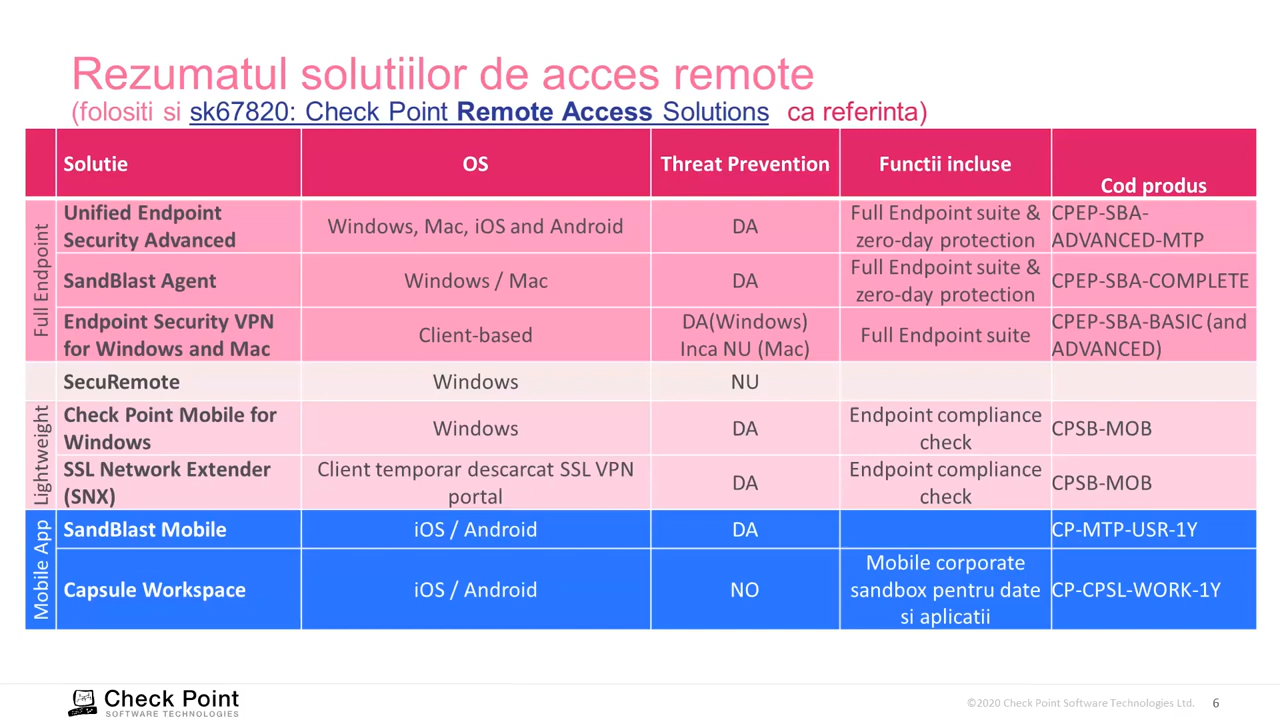 Rezumatul solutiilor de acces remote
(folositi si sk67820: Check Point Remote Access Solutions ca referinta)
Solutie OS Threat Prevention Functii incluse Cod produs
Full Endpoint
Unified Endpoint
Security Advanced
Windows, Mac, iOS and Android
DA
Full Endpoint suite &
zero-day protection
CPEP-SBA-
ADVANCED-MTP
SandBlast Agent
Windows / Mac
DA
Full Endpoint suite &
zero-day protection
CPEP-SBA-COMPLETE
Endpoint Security VPN
for Windows and Mac
Client-based
DA(Windows)
Inca NU (Mac)
Full Endpoint suite
CPEP-SBA-BASIC (and
ADVANCED)
SecuRemote
Windows
NU
Lightweight
Check Point Mobile for
Windows
Windows
DA
Endpoint compliance
check
CPSB-MOB
SSL Network Extender
(SNX)
Client temporar descarcat SSL VPN
portal
DA
Endpoint compliance
check
CPSB-MOB
Mobile App
SandBlast Mobile
iOS / Android
DA
CP-MTP-USR-1Y
Capsule Workspace
iOS / Android
NO
Mobile corporate
sandbox pentru date
si aplicatii
CP-CPSL-WORK-1Y
Check Point
SOFTWARE TECHNOLOGIES
©2020 Check Point Software Technologies Ltd. 6